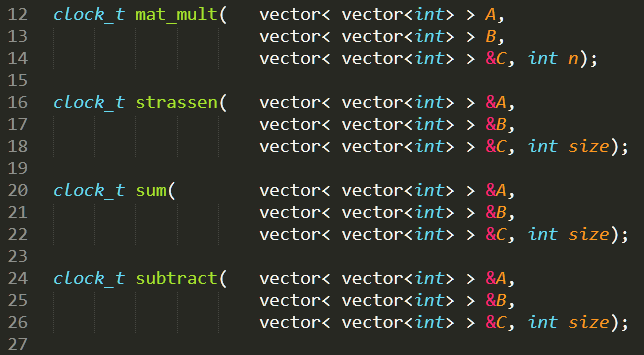 12 clock_t mat_mult( vector< vector<int> > A,
13 vector< vector<int> > B,
14 vector< vector<int> > &C, int n);
15
16 clock_t strassen( vector< vector<int> > &A,
17 vector< vector<int> > &B,
18 vector< vector<int> > &C, int size);
19
20 clock_t sum( vector< vector<int> > &A,
21 vector< vector<int> > &B,
22 vector< vector<int> > &C, int size);
23
24 clock_t subtract( vector< vector<int> > &A,
25 vector< vector<int> > &B,
26 vector< vector<int> > &C, int size);
27